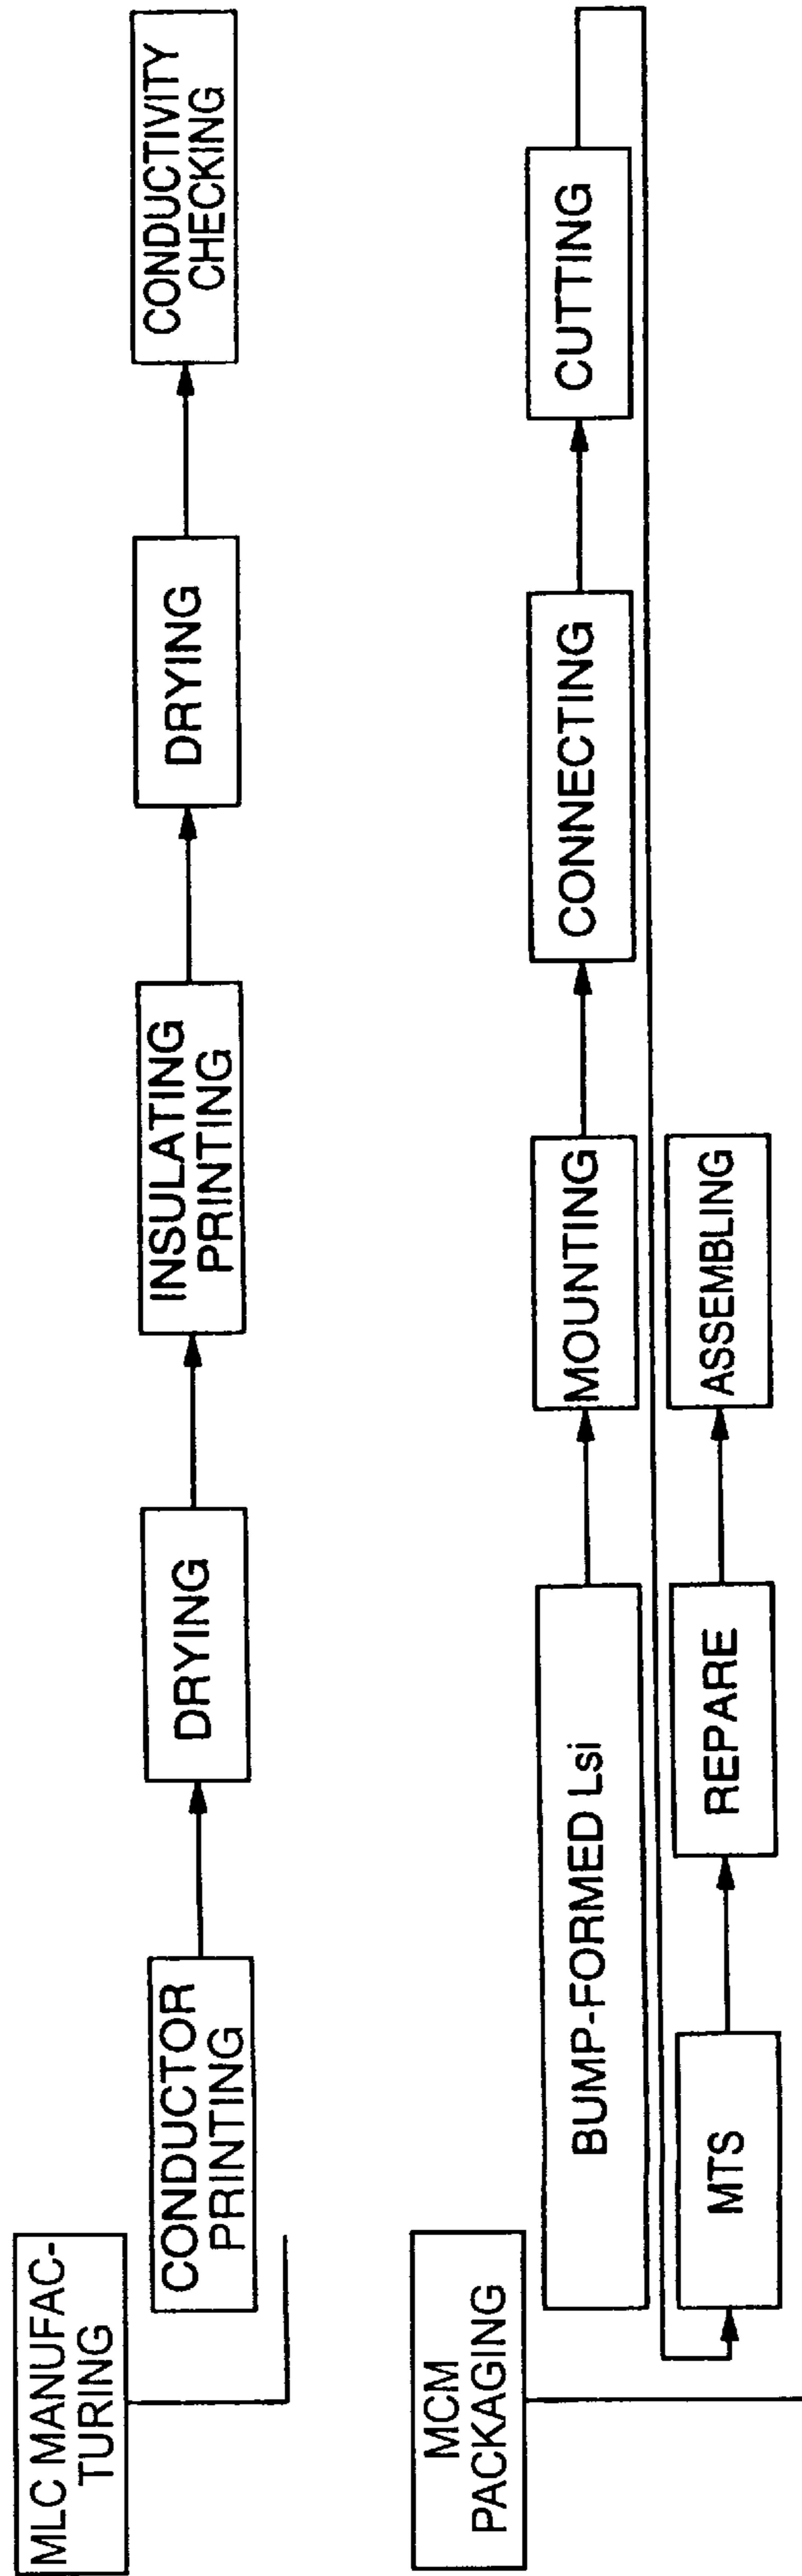 MLC MANUFAC-
TURING
CONDUCTOR
PRINTING
DRYING
INSULATING
PRINTING
DRYING
CONDUCTIVITY
CHECKING
MCM
PACKAGING
BUMP-FORMED Lsi
MOUNTING
CONNECTING
CUTTING
MTS
REPARE
ASSEMBLING